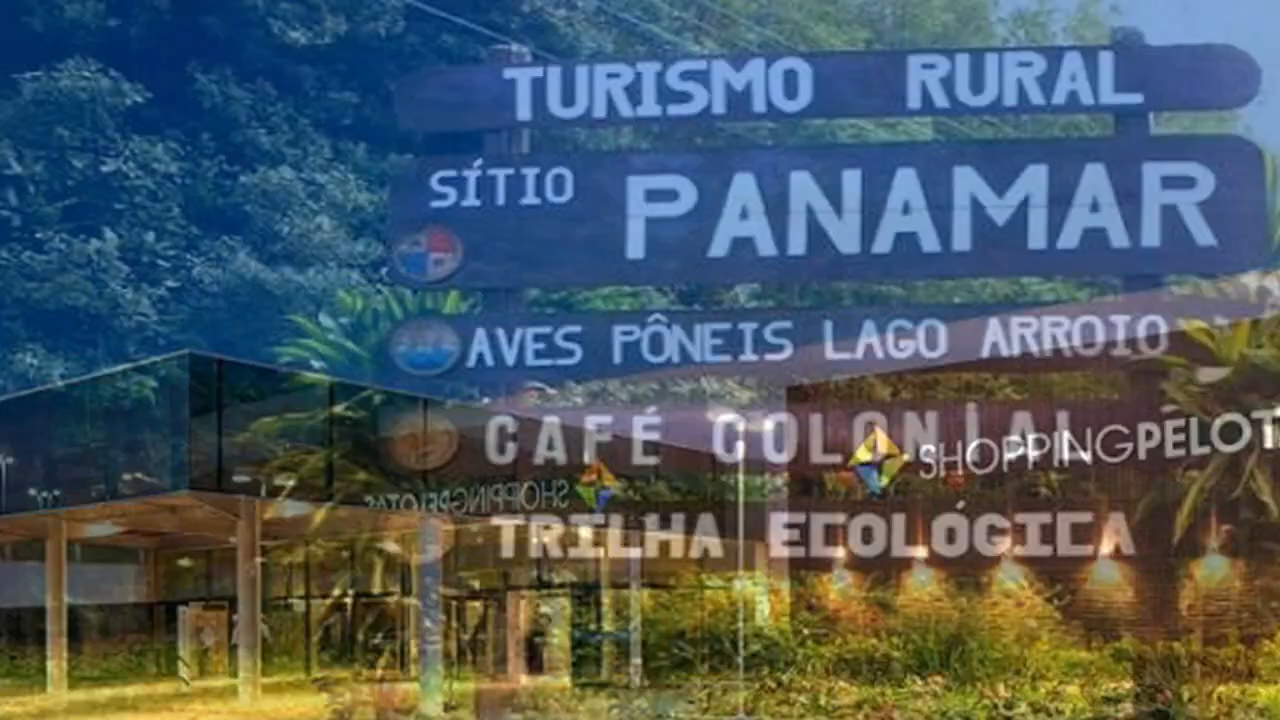 TURISMO RURAL
SÍTIO PANAMAR
AVES PÔNEIS LAGO ARROIO
CAFÉ COLONIAL
SHOPPINGPELOT
SHOPPINGPELOTAS
TRILHA ECOLÓGICA